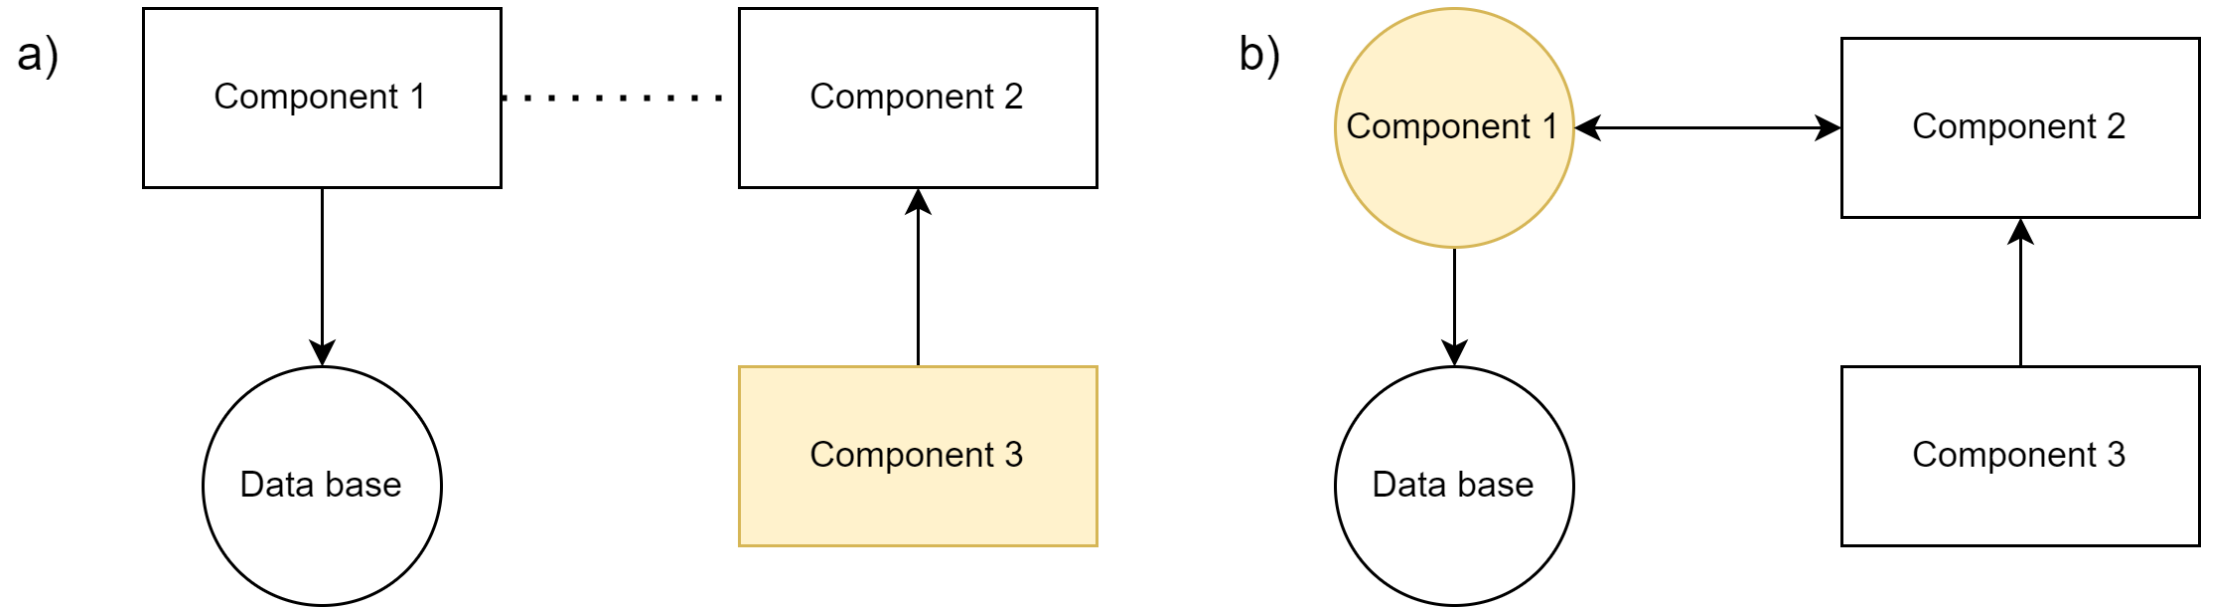 a)
Component 1
Component 2
Data base
Component 3
b)
Component 1
Component 2
Data base
Component 3